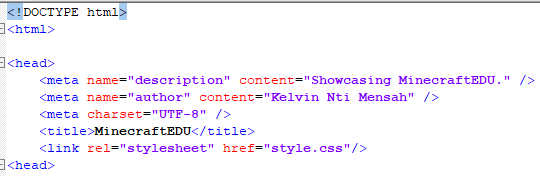 <!DOCTYPE html>
<html>
<head>
<meta name="description" content="Showcasing MinecraftEDU." />
<meta name="author" content="Kelvin Nti Mensah" />
<meta charset="UTF-8" />
<title>MinecraftEDU</title>
<link rel="stylesheet" href="style.css"/>
<head>